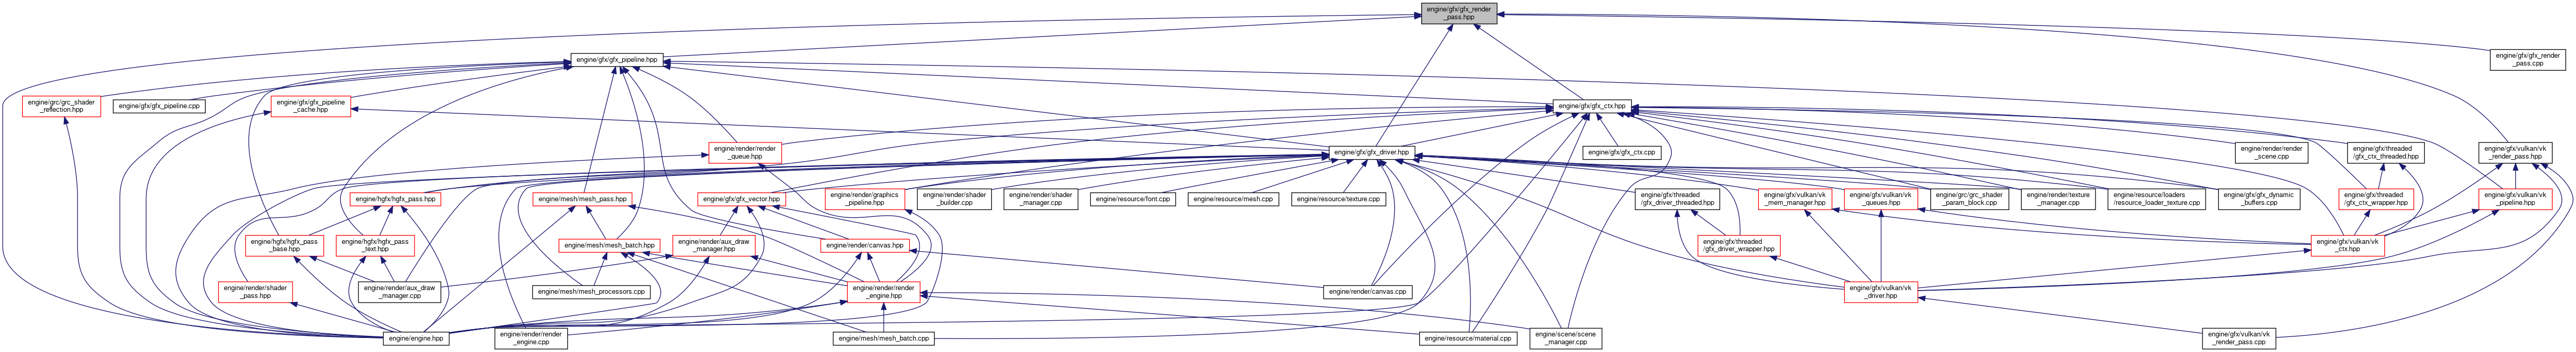 engine/gfx/gfx_render
_pass.hpp
engine/gfx/gfx_pipeline.hpp
engine/gfx/gfx_render
_pass.cpp
engine/grc/grc_shader
_reflection.hpp
engine/gfx/gfx_pipeline.cpp
engine/gfx/gfx_pipeline
_cache.hpp
engine/gfx/gfx_ctx.hpp
engine/render/render
_queue.hpp
engine/gfx/gfx_driver.hpp
engine/gfx/gfx_ctx.cpp
engine/render/render
_scene.cpp
engine/gfx/threaded
/gfx_ctx_threaded.hpp
engine/gfx/vulkan/vk
_render_pass.hpp
engine/hgfx/hgfx_pass.hpp
engine/mesh/mesh_pass.hpp
engine/gfx/gfx_vector.hpp
engine/render/graphics
_pipeline.hpp
engine/render/shader
_builder.cpp
engine/render/shader
_manager.cpp
engine/resource/font.cpp
engine/resource/mesh.cpp
engine/resource/texture.cpp
engine/gfx/threaded
/gfx_driver_threaded.hpp
engine/gfx/vulkan/vk
_mem_manager.hpp
engine/gfx/vulkan/vk
_queues.hpp
engine/grc/grc_shader
_param_block.cpp
engine/render/texture
_manager.cpp
engine/resource/loaders
/resource_loader_texture.cpp
engine/gfx/gfx_dynamic
_buffers.cpp
engine/gfx/threaded
/gfx_ctx_wrapper.hpp
engine/gfx/vulkan/vk
_pipeline.hpp
engine/hgfx/hgfx_pass
_base.hpp
engine/hgfx/hgfx_pass
_text.hpp
engine/mesh/mesh_batch.hpp
engine/render/aux_draw
_manager.hpp
engine/render/canvas.hpp
engine/gfx/threaded
/gfx_driver_wrapper.hpp
engine/gfx/vulkan/vk
_ctx.hpp
engine/render/shader
_pass.hpp
engine/render/aux_draw
_manager.cpp
engine/mesh/mesh_processors.cpp
engine/render/render
_engine.hpp
engine/render/canvas.cpp
engine/gfx/vulkan/vk
_driver.hpp
engine/engine.hpp
engine/render/render
_engine.cpp
engine/mesh/mesh_batch.cpp
engine/resource/material.cpp
engine/scene/scene
_manager.cpp
engine/gfx/vulkan/vk
_render_pass.cpp